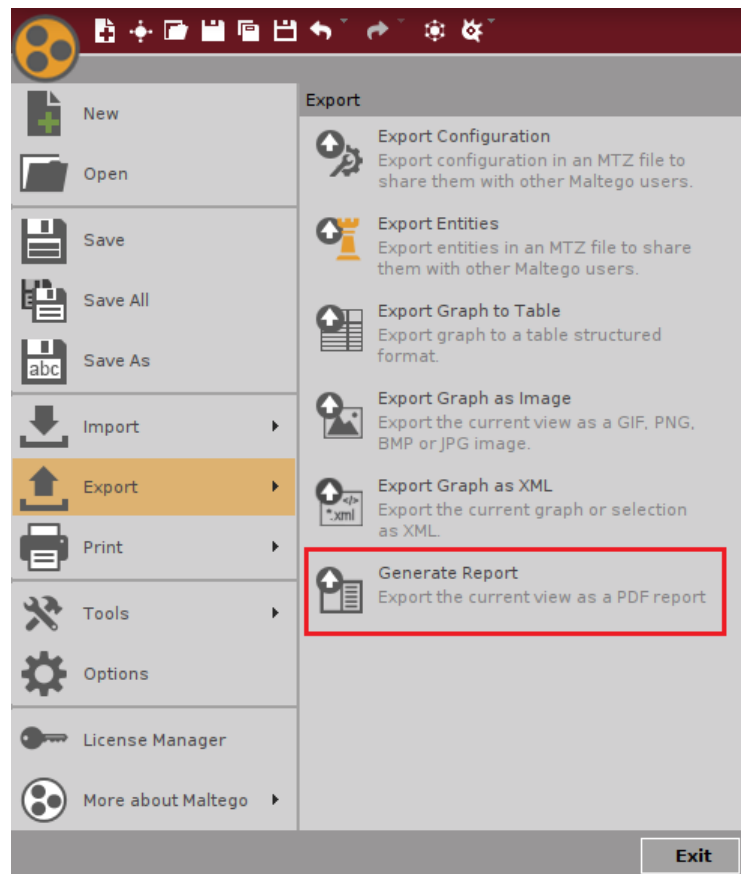 New
Open
Save
Save All
abc
Save As
Import
Export
Print
Tools
Options
License Manager
More about Maltego
Export
Export Configuration
Export configuration in an MTZ file to
share them with other Maltego users.
Export Entities
Export entities in an MTZ file to share
them with other Maltego users.
Export Graph to Table
Export graph to a table structured
format.
Export Graph as Image
Export the current view as a GIF, PNG,
BMP or JPG image.
</>
*.xml
Export Graph as XML
Export the current graph or selection
as XML.
Generate Report
Export the current view as a PDF report
Exit